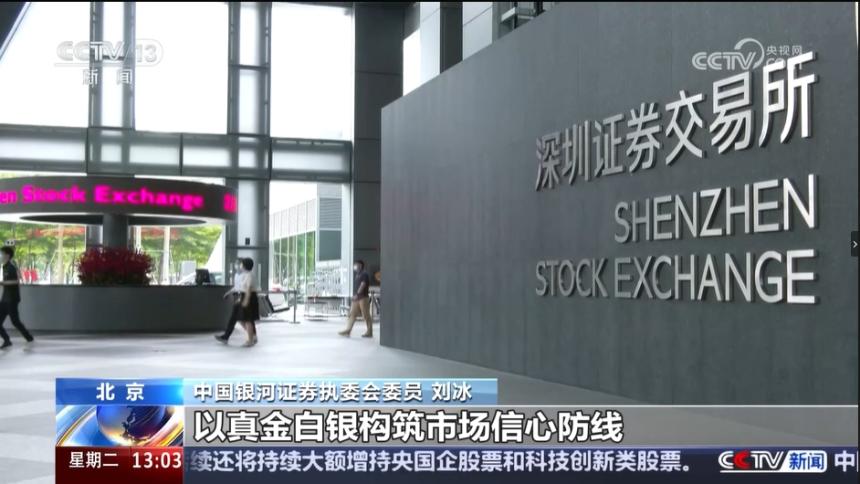 CCTV 13
新闻
CCTV 央视网
深圳证券交易所
SHENZHEN
STOCK EXCHANGE
en Stock Exchange
北京
中国银河证券执委会委员 刘冰
以真金白银构筑市场信心防线
星期二 13:03
续还将持续大额增持央国企股票和科技创新类股票。
CCTV 新闻
中